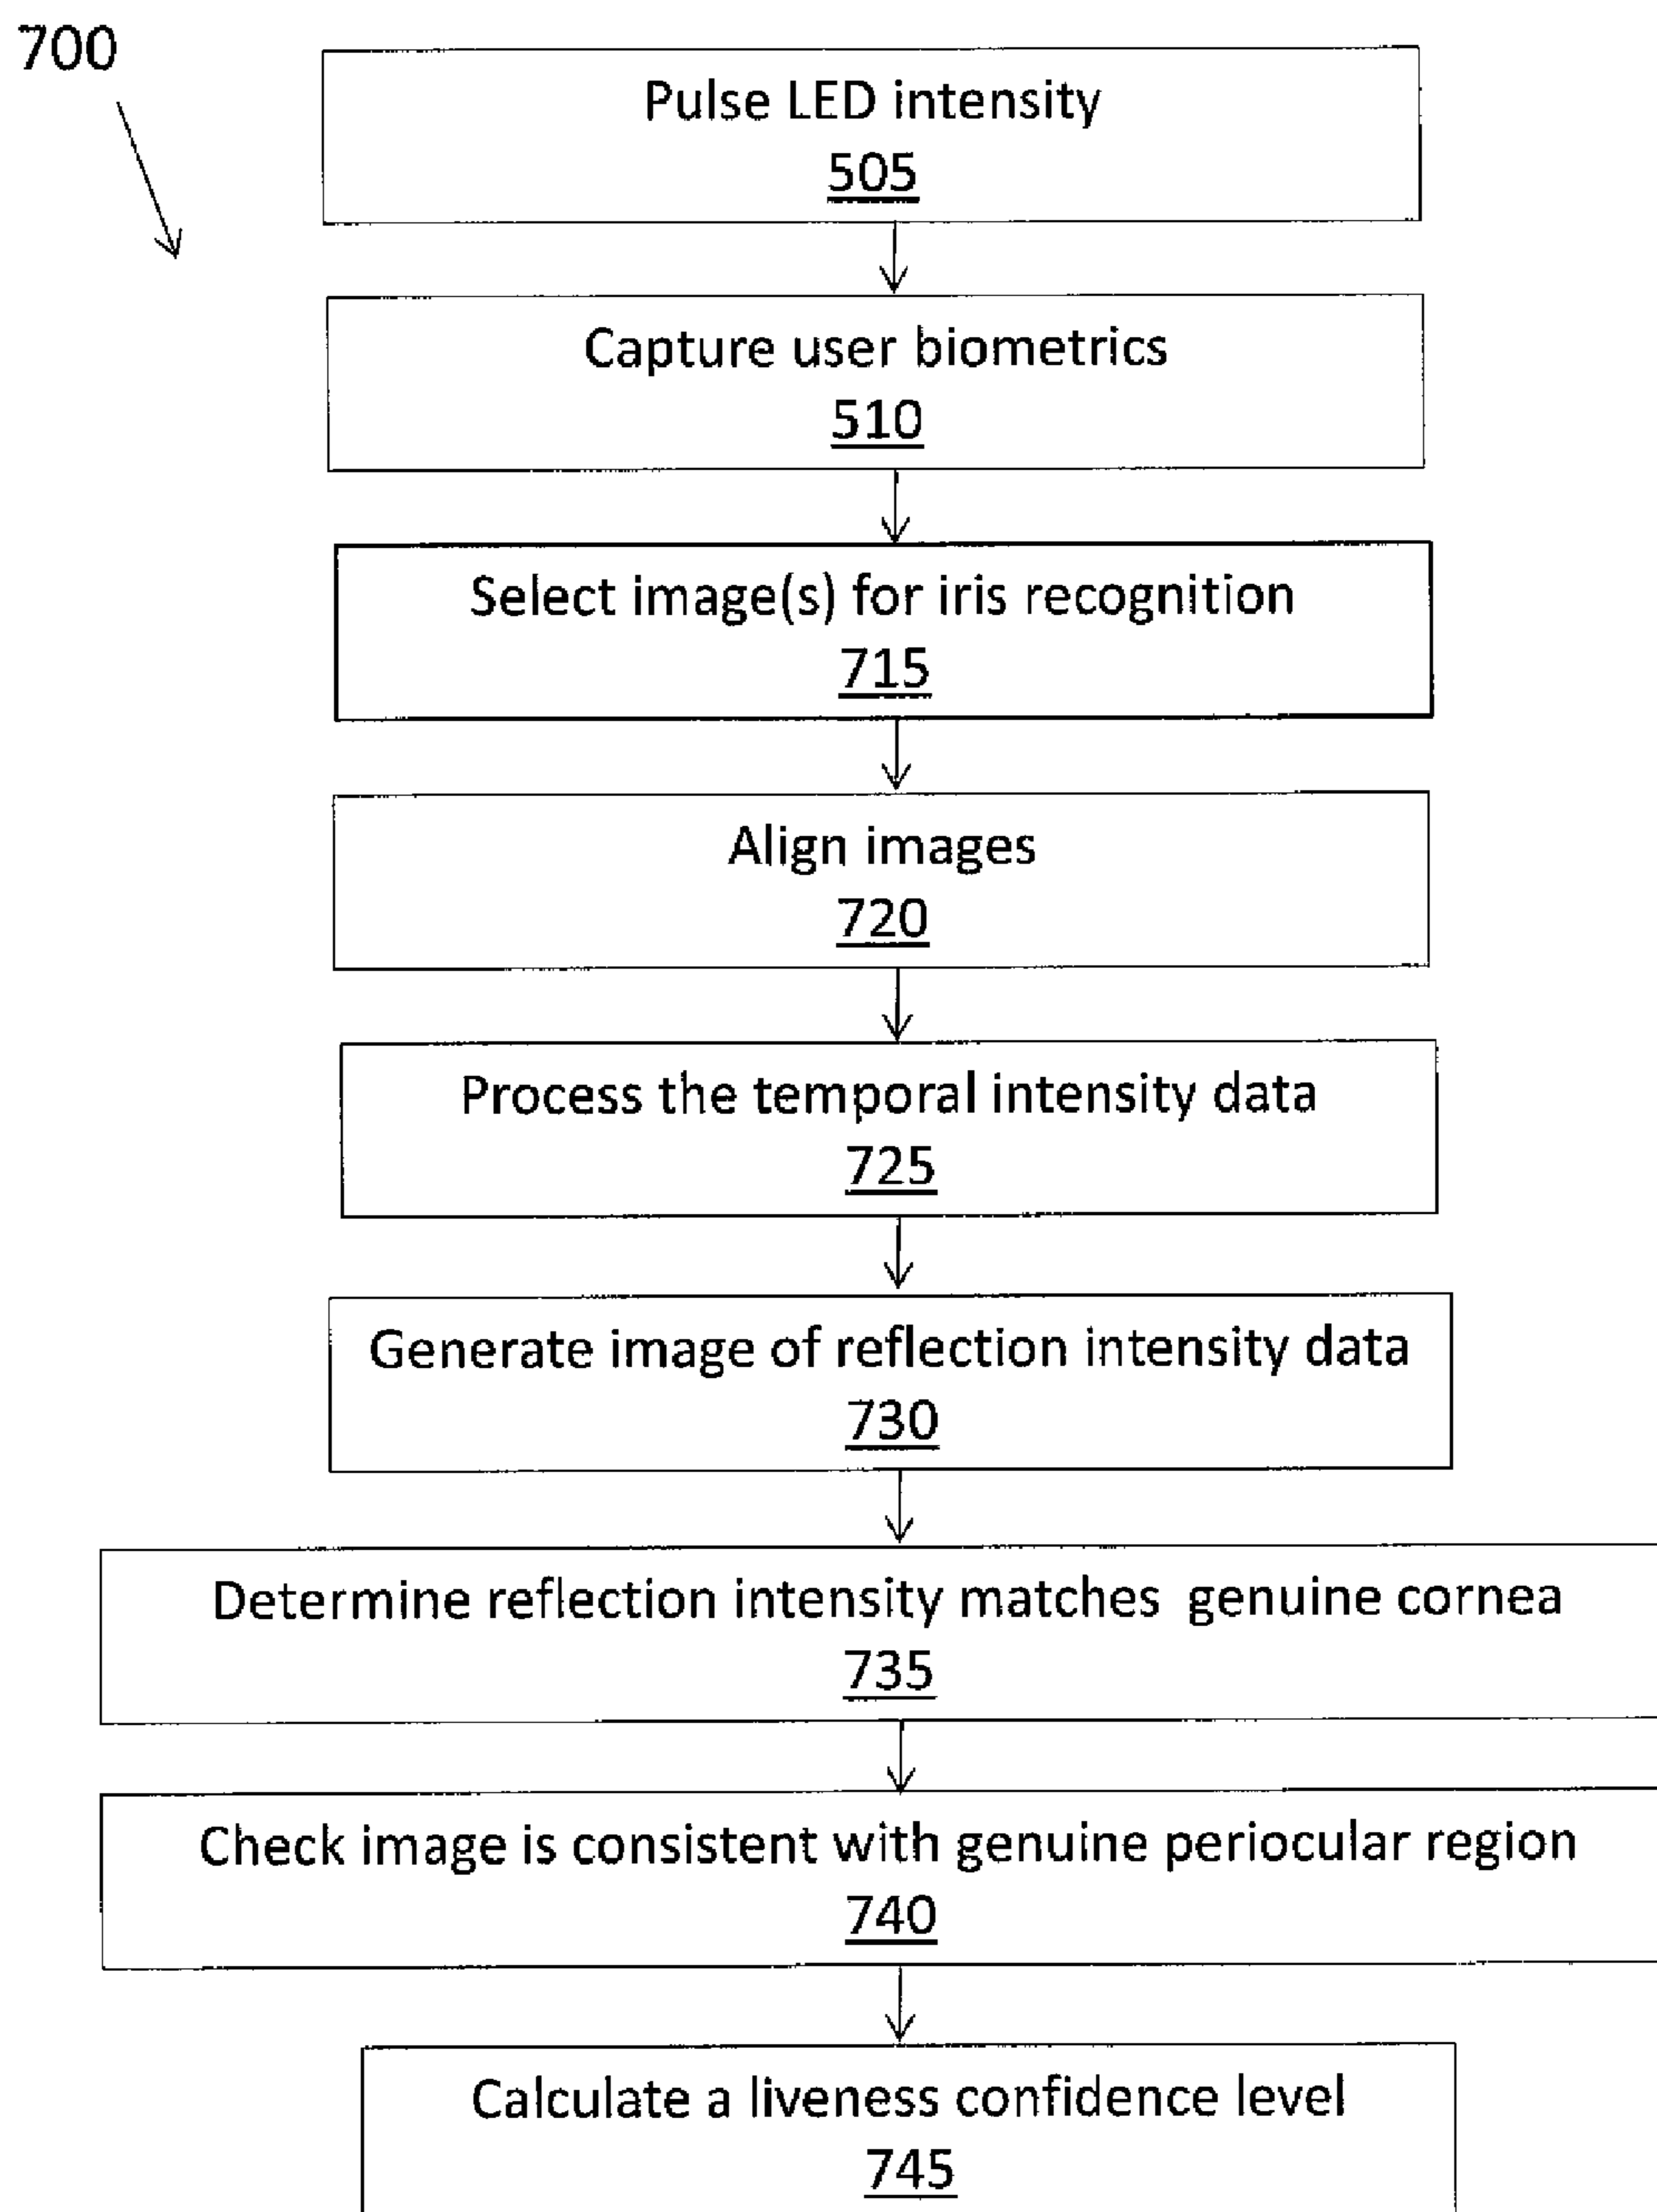 700
Pulse LED intensity
505
Capture user biometrics
510
Select image(s) for iris recognition
715
Align images
720
Process the temporal intensity data
725
Generate image of reflection intensity data
730
Determine reflection intensity matches genuine cornea
735
Check image is consistent with genuine periocular region
740
Calculate a liveness confidence level
745